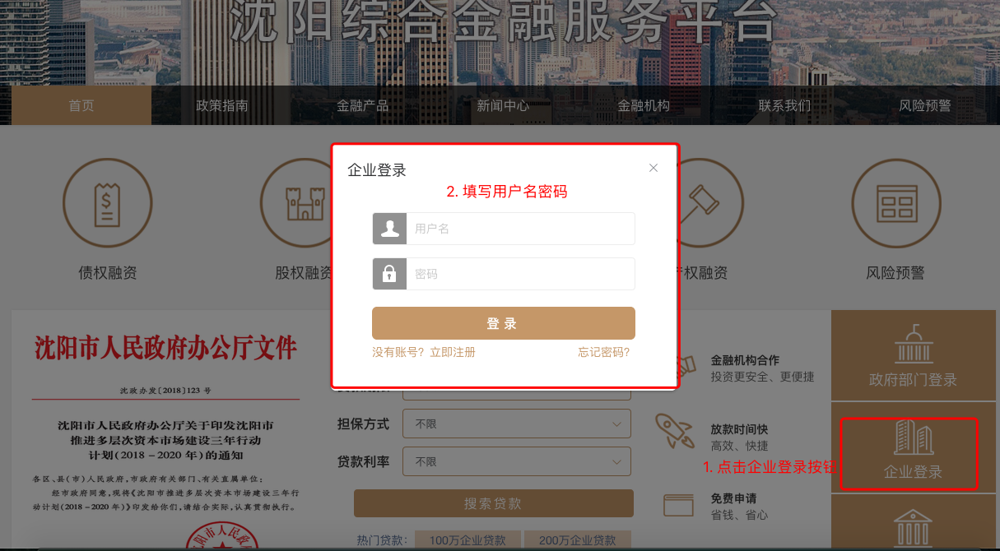 沈阳综合金融服务平台
首页 政策指南 金融产品 新闻中心 金融机构 联系我们 风险预警
企业登录
2. 填写用户名密码
用户名
密码
登 录
没有账号? 立即注册 忘记密码?
债权融资 股权融资 权融资 风险预警
沈阳市人民政府办公厅文件
沈政办发〔2018〕123 号
沈阳市人民政府办公厅关于印发沈阳市
推进多层次资本市场建设三年行动
计划(2018－2020 年)的通知
各区、县(市)人民政府,市政府有关部门、有关直属单位:
经市政府同意,现将《沈阳市推进多层次资本市场建设三年行
动计划(2018－2020 年)》印发给你们,请结合实际,认真贯彻执行。
沈阳市人民政府
担保方式 不限
贷款利率 不限
搜索贷款
热门贷款: 100万企业贷款 200万企业贷款
金融机构合作
投资更安全、更便捷
放款时间快
高效、快捷
1. 点击企业登录按钮
免费申请
省钱、省心
政府部门登录
企业登录